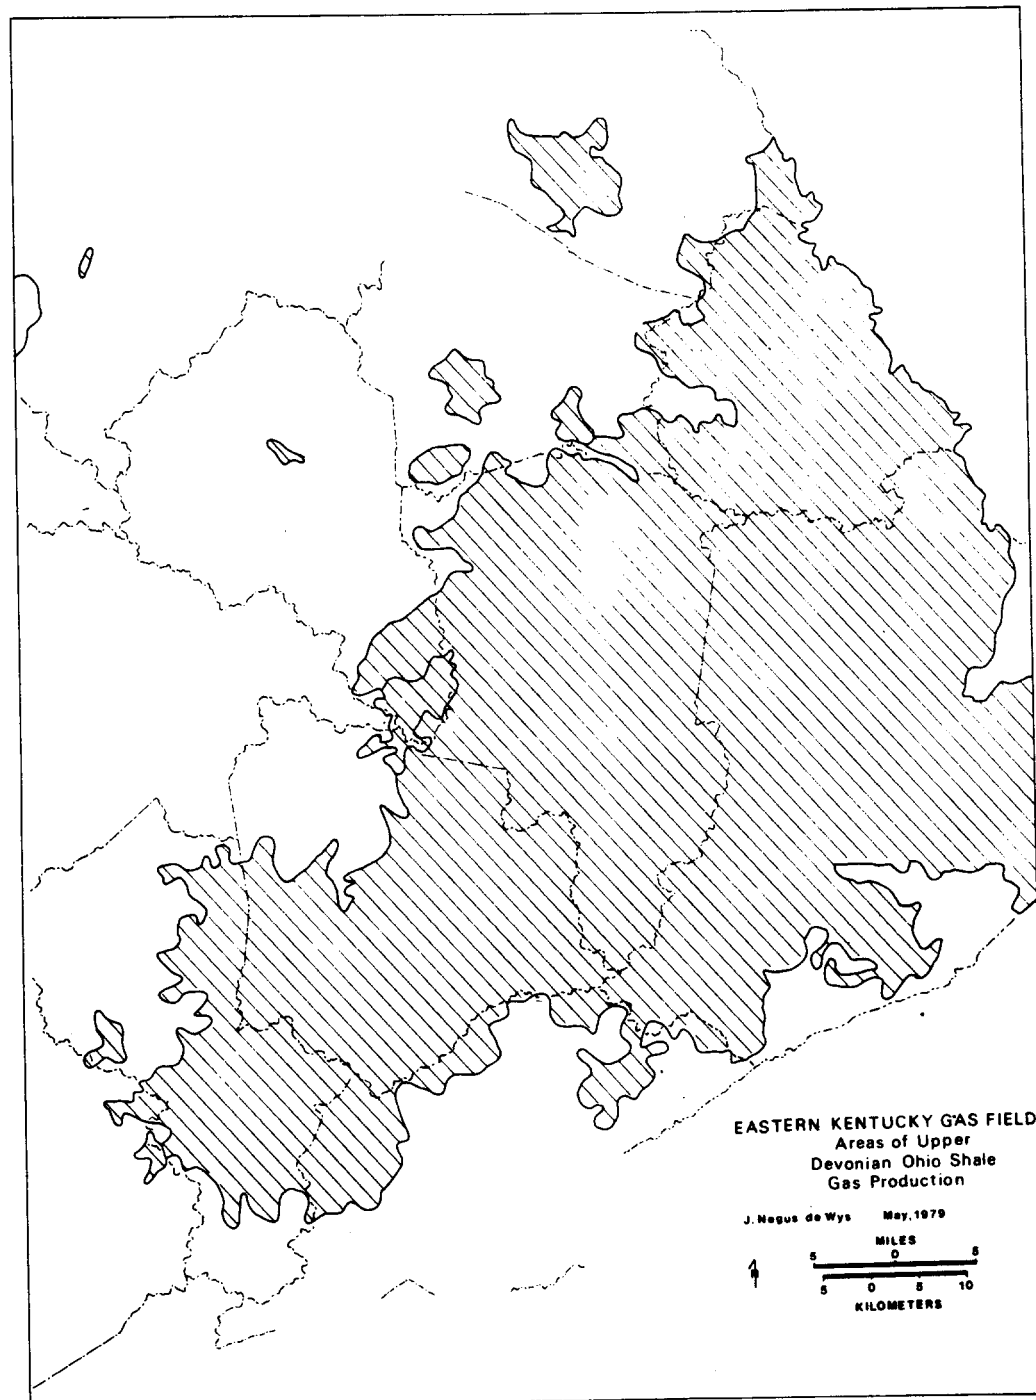 EASTERN KENTUCKY GAS FIELD
Areas of Upper
Devonian Ohio Shale
Gas Production
J. Negus de Wys May, 1979
MILES
5 0 5
5 0 5 10
KILOMETERS